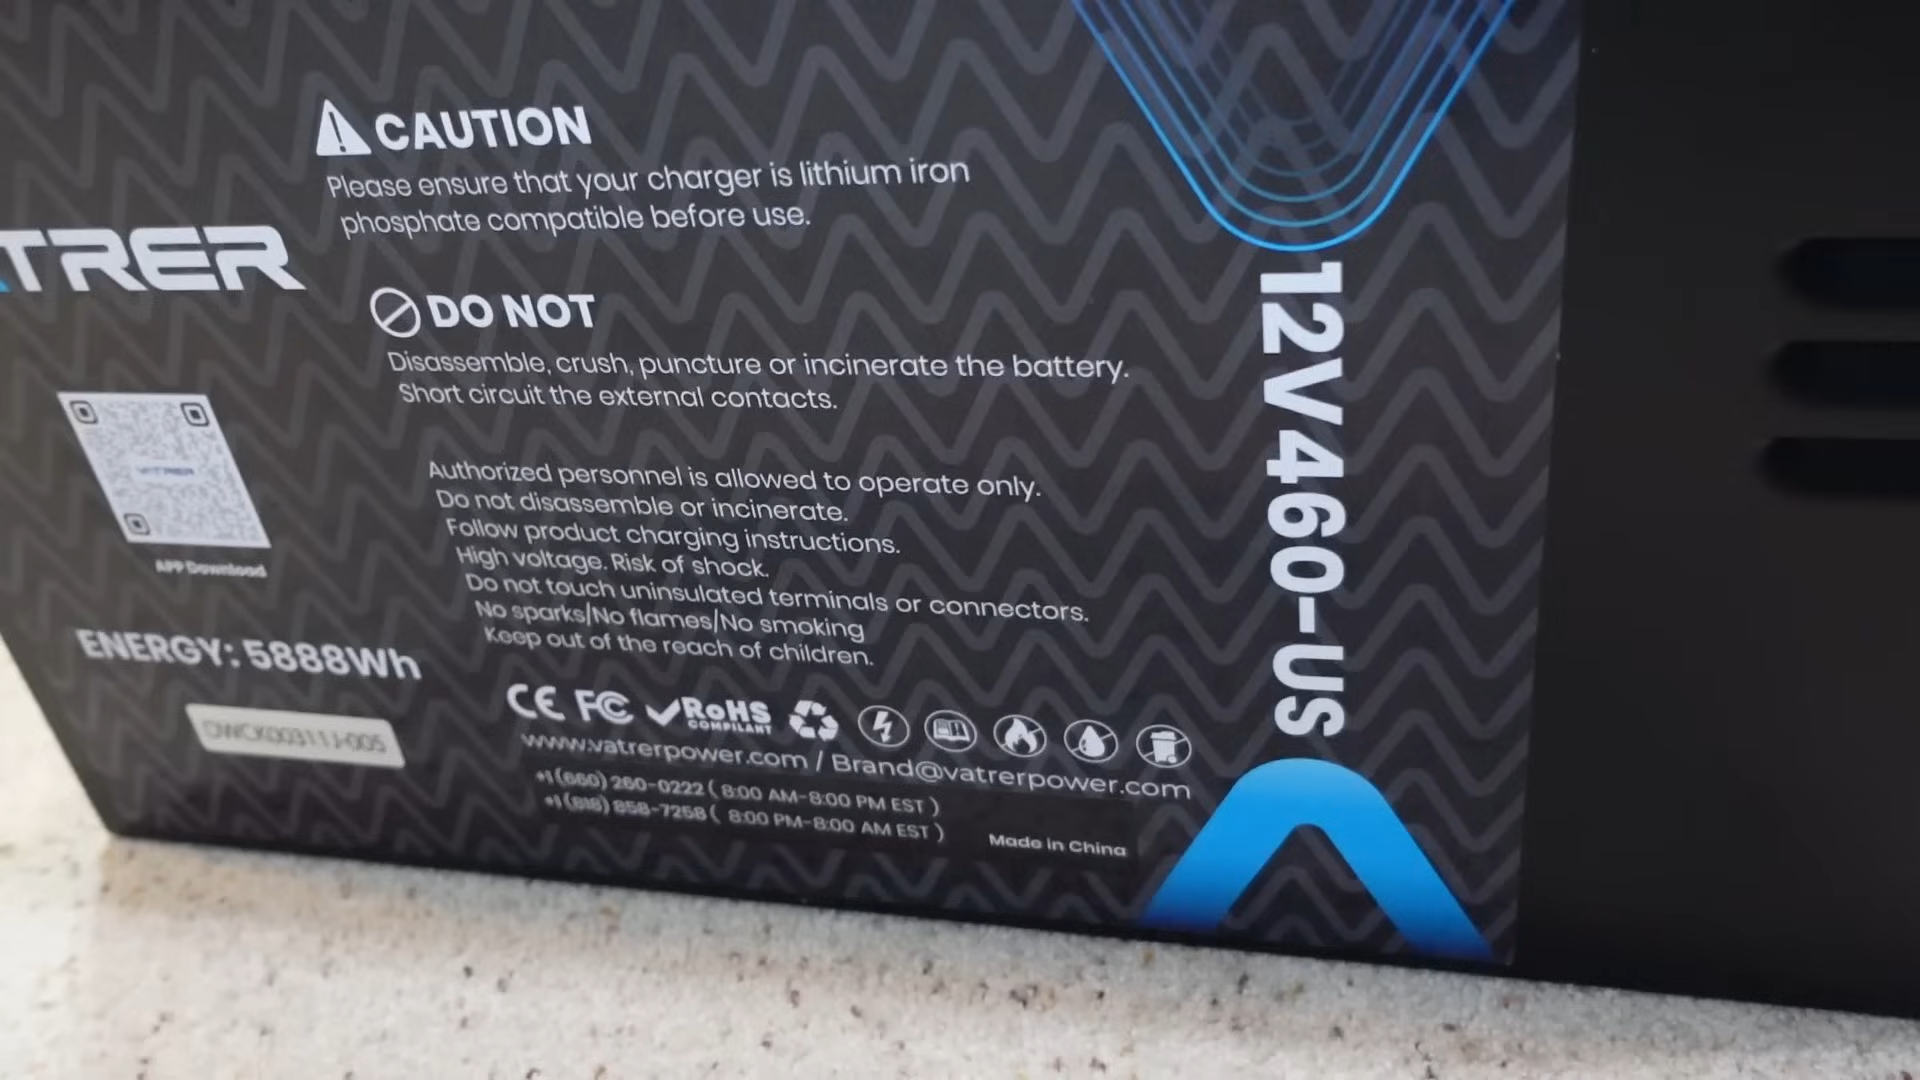 CAUTION
Please ensure that your charger is lithium iron
phosphate compatible before use.
TRER
DO NOT
Disassemble, crush, puncture or incinerate the battery.
Short circuit the external contacts.
VATRER
APP Download
Authorized personnel is allowed to operate only.
Do not disassemble or incinerate.
Follow product charging instructions.
High voltage. Risk of shock.
Do not touch uninsulated terminals or connectors.
No sparks/No flames/No smoking
Keep out of the reach of children.
ENERGY: 5888Wh
CE FC RoHS
COMPILANT
www.vatrerpower.com / Brand@vatrerpower.com
+1 (660) 260-0222 ( 8:00 AM-8:00 PM EST )
858-7258 ( 8:00 PM-8:00 AM EST )
Made in China
12V460-US